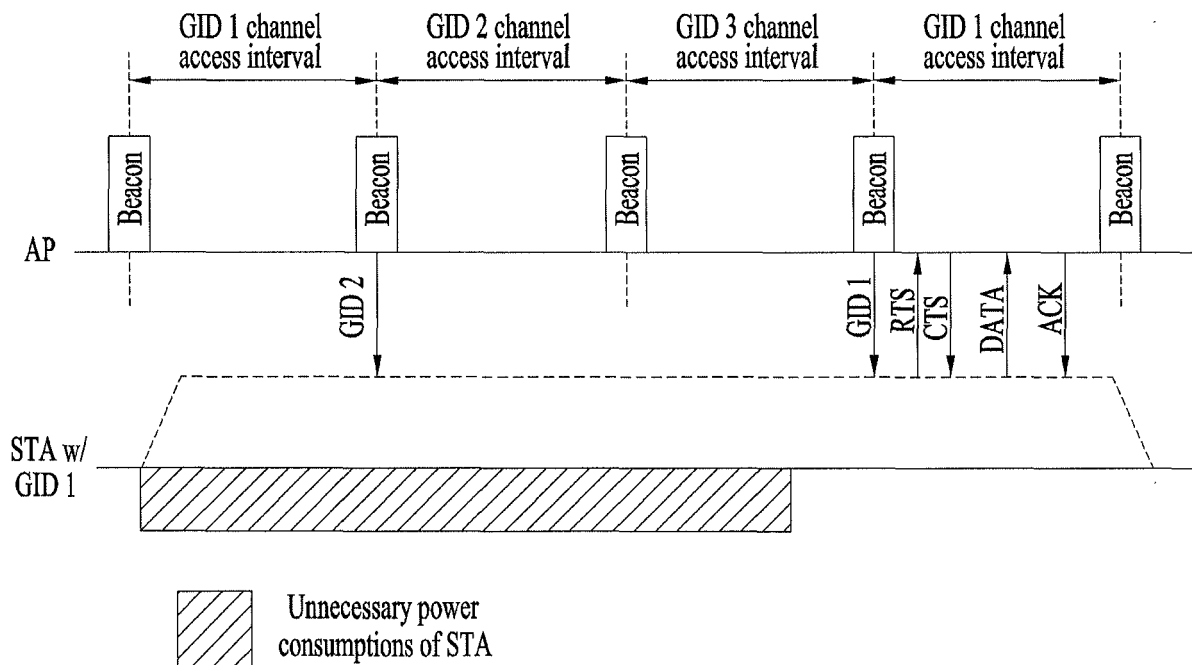 GID 1 channel
access interval
GID 2 channel
access interval
GID 3 channel
access interval
GID 1 channel
access interval
Beacon
Beacon
Beacon
Beacon
Beacon
AP
GID 2
GID 1
RTS
CTS
DATA
ACK
STA w/
GID 1
Unnecessary power
consumptions of STA